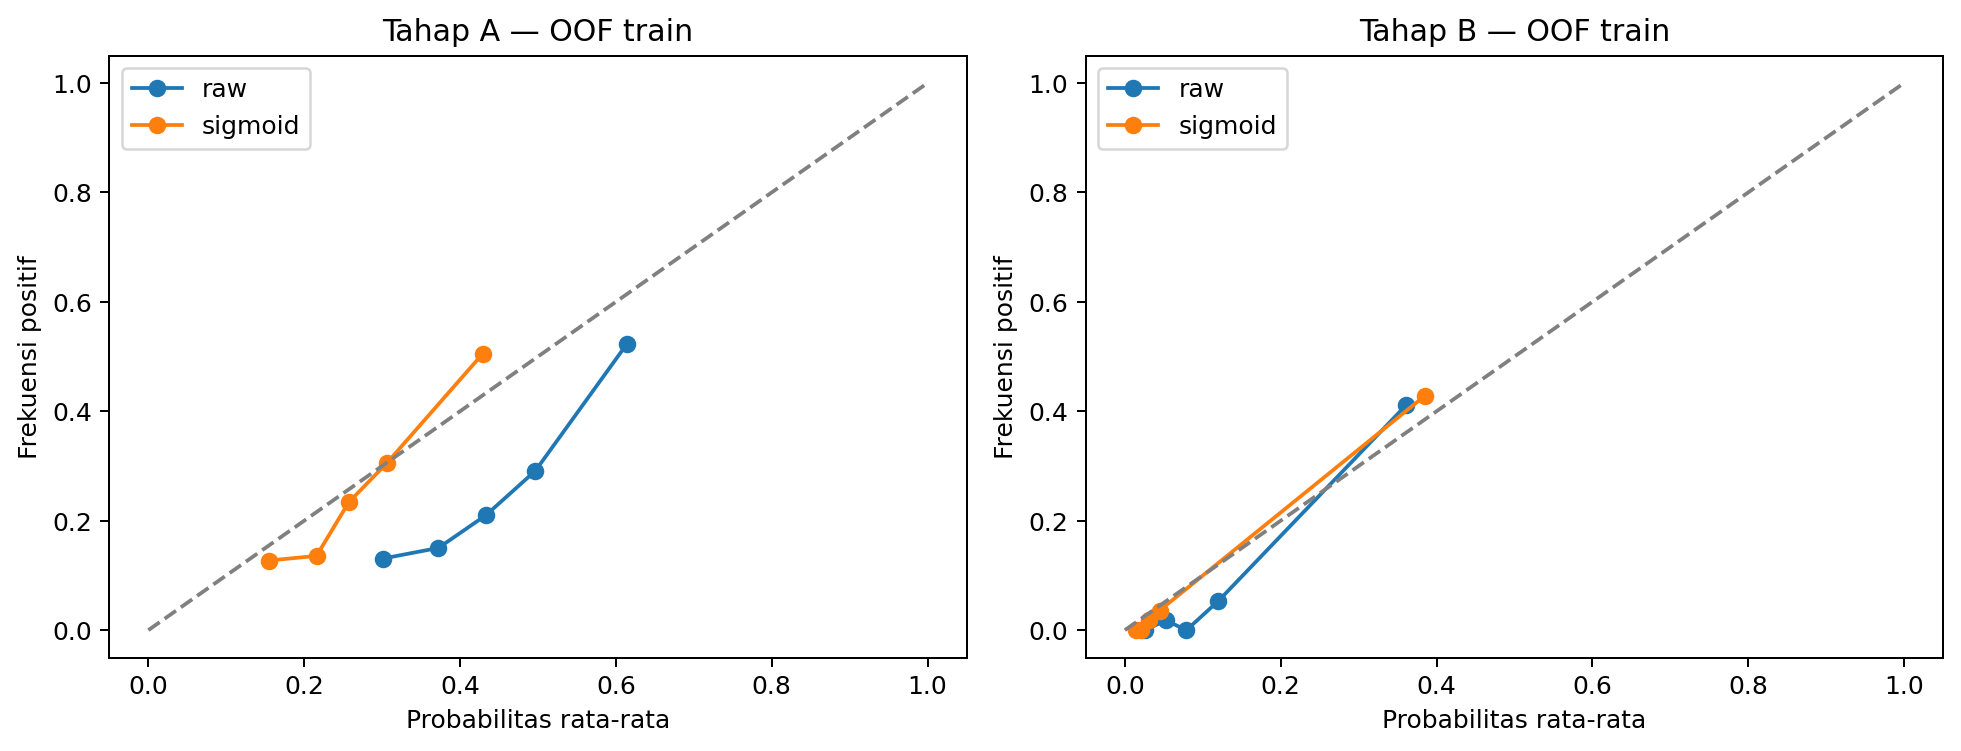 Tahap A — OOF train
raw
sigmoid
1.0
0.8
0.6
0.4
0.2
0.0
Frekuensi positif
0.0 0.2 0.4 0.6 0.8 1.0
Probabilitas rata-rata
Tahap B — OOF train
raw
sigmoid
1.0
0.8
0.6
0.4
0.2
0.0
Frekuensi positif
0.0 0.2 0.4 0.6 0.8 1.0
Probabilitas rata-rata